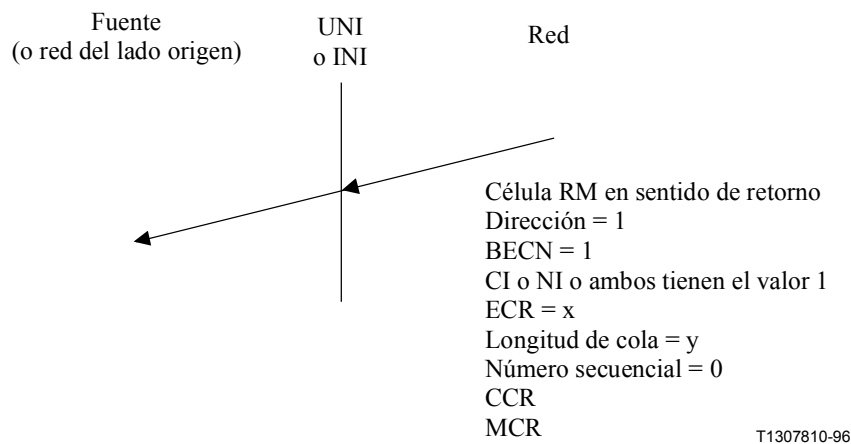 Fuente
(o red del lado origen)
UNI
o INI
Red
Célula RM en sentido de retorno
Dirección = 1
BECN = 1
CI o NI o ambos tienen el valor 1
ECR = x
Longitud de cola = y
Número secuencial = 0
CCR
MCR
T1307810-96